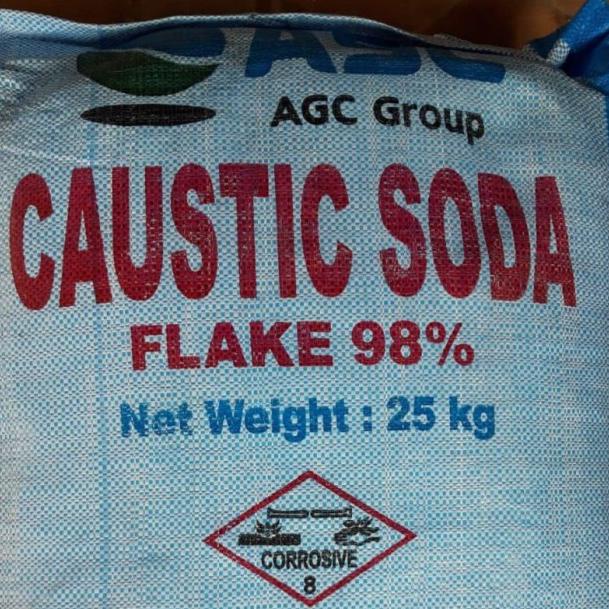 AGC Group
CAUSTIC SODA
FLAKE 98%
Net Weight : 25 kg
CORROSIVE
8